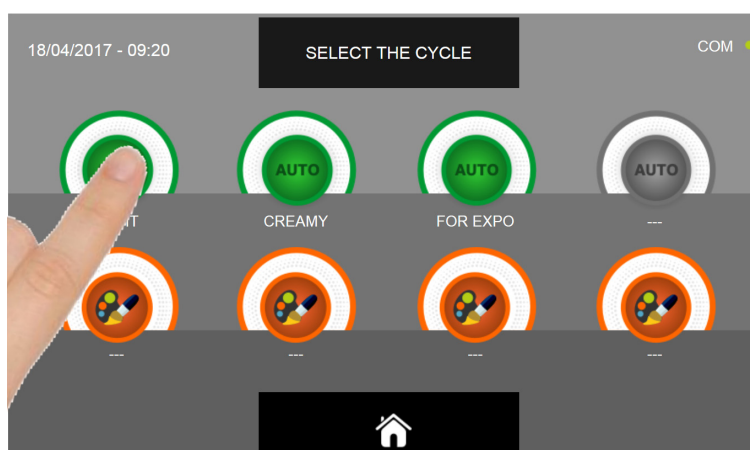 18/04/2017 - 09:20
SELECT THE CYCLE
COM
AUTO
AUTO
AUTO
CREAMY
FOR EXPO
---
---
---
---
---